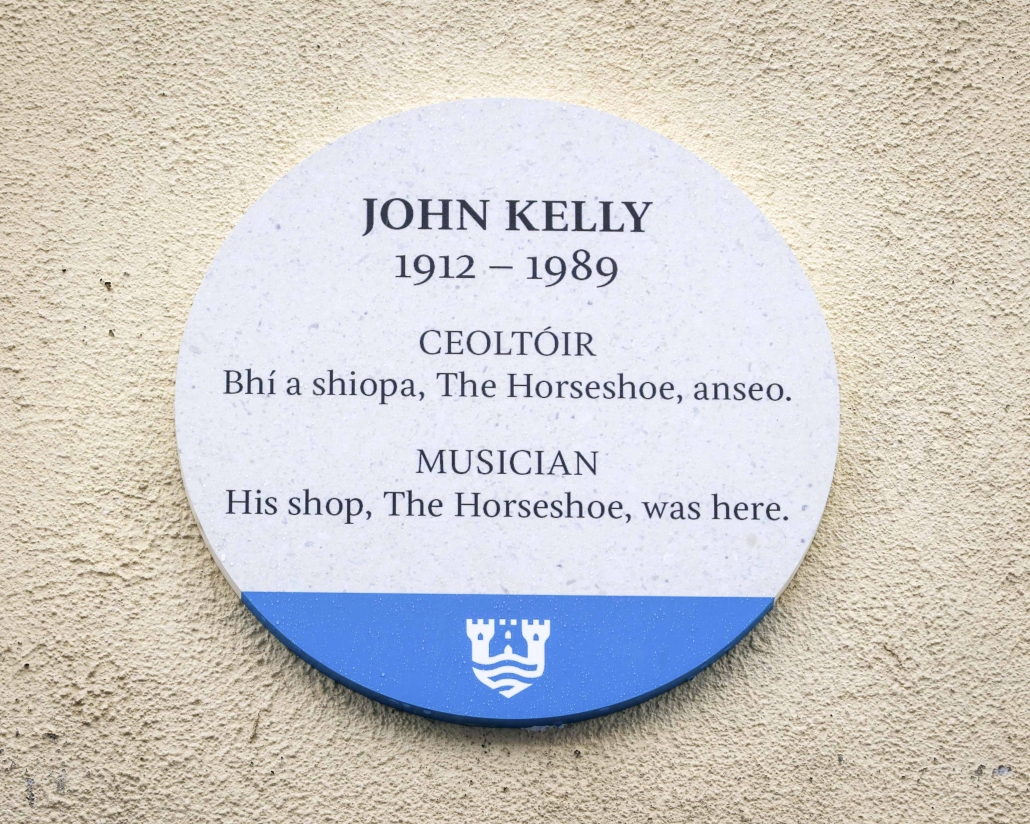 JOHN KELLY
1912 – 1989
CEOLTÓIR
Bhí a shiopa, The Horseshoe, anseo.
MUSICIAN
His shop, The Horseshoe, was here.